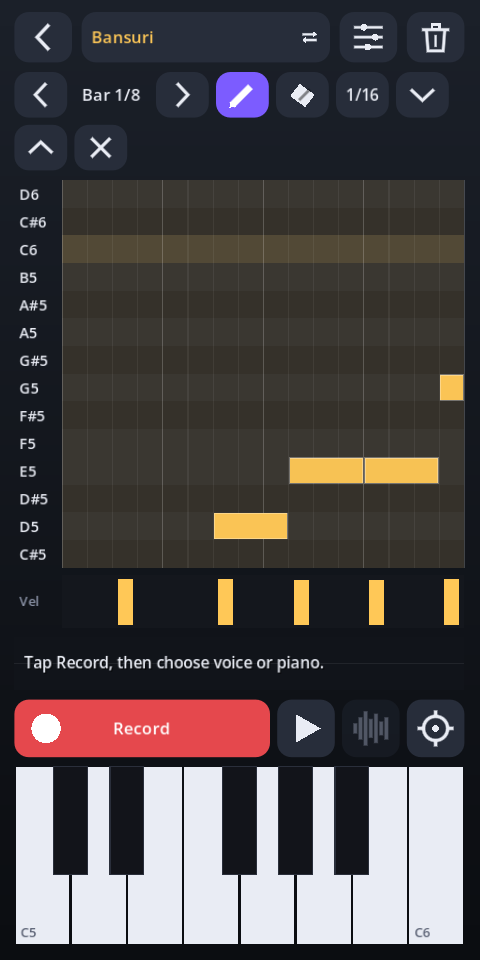 Bansuri
Bar 1/8
1/16
D6
C#6
C6
B5
A#5
A5
G#5
G5
F#5
F5
E5
D#5
D5
C#5
Vel
Tap Record, then choose voice or piano.
Record
C5
C6